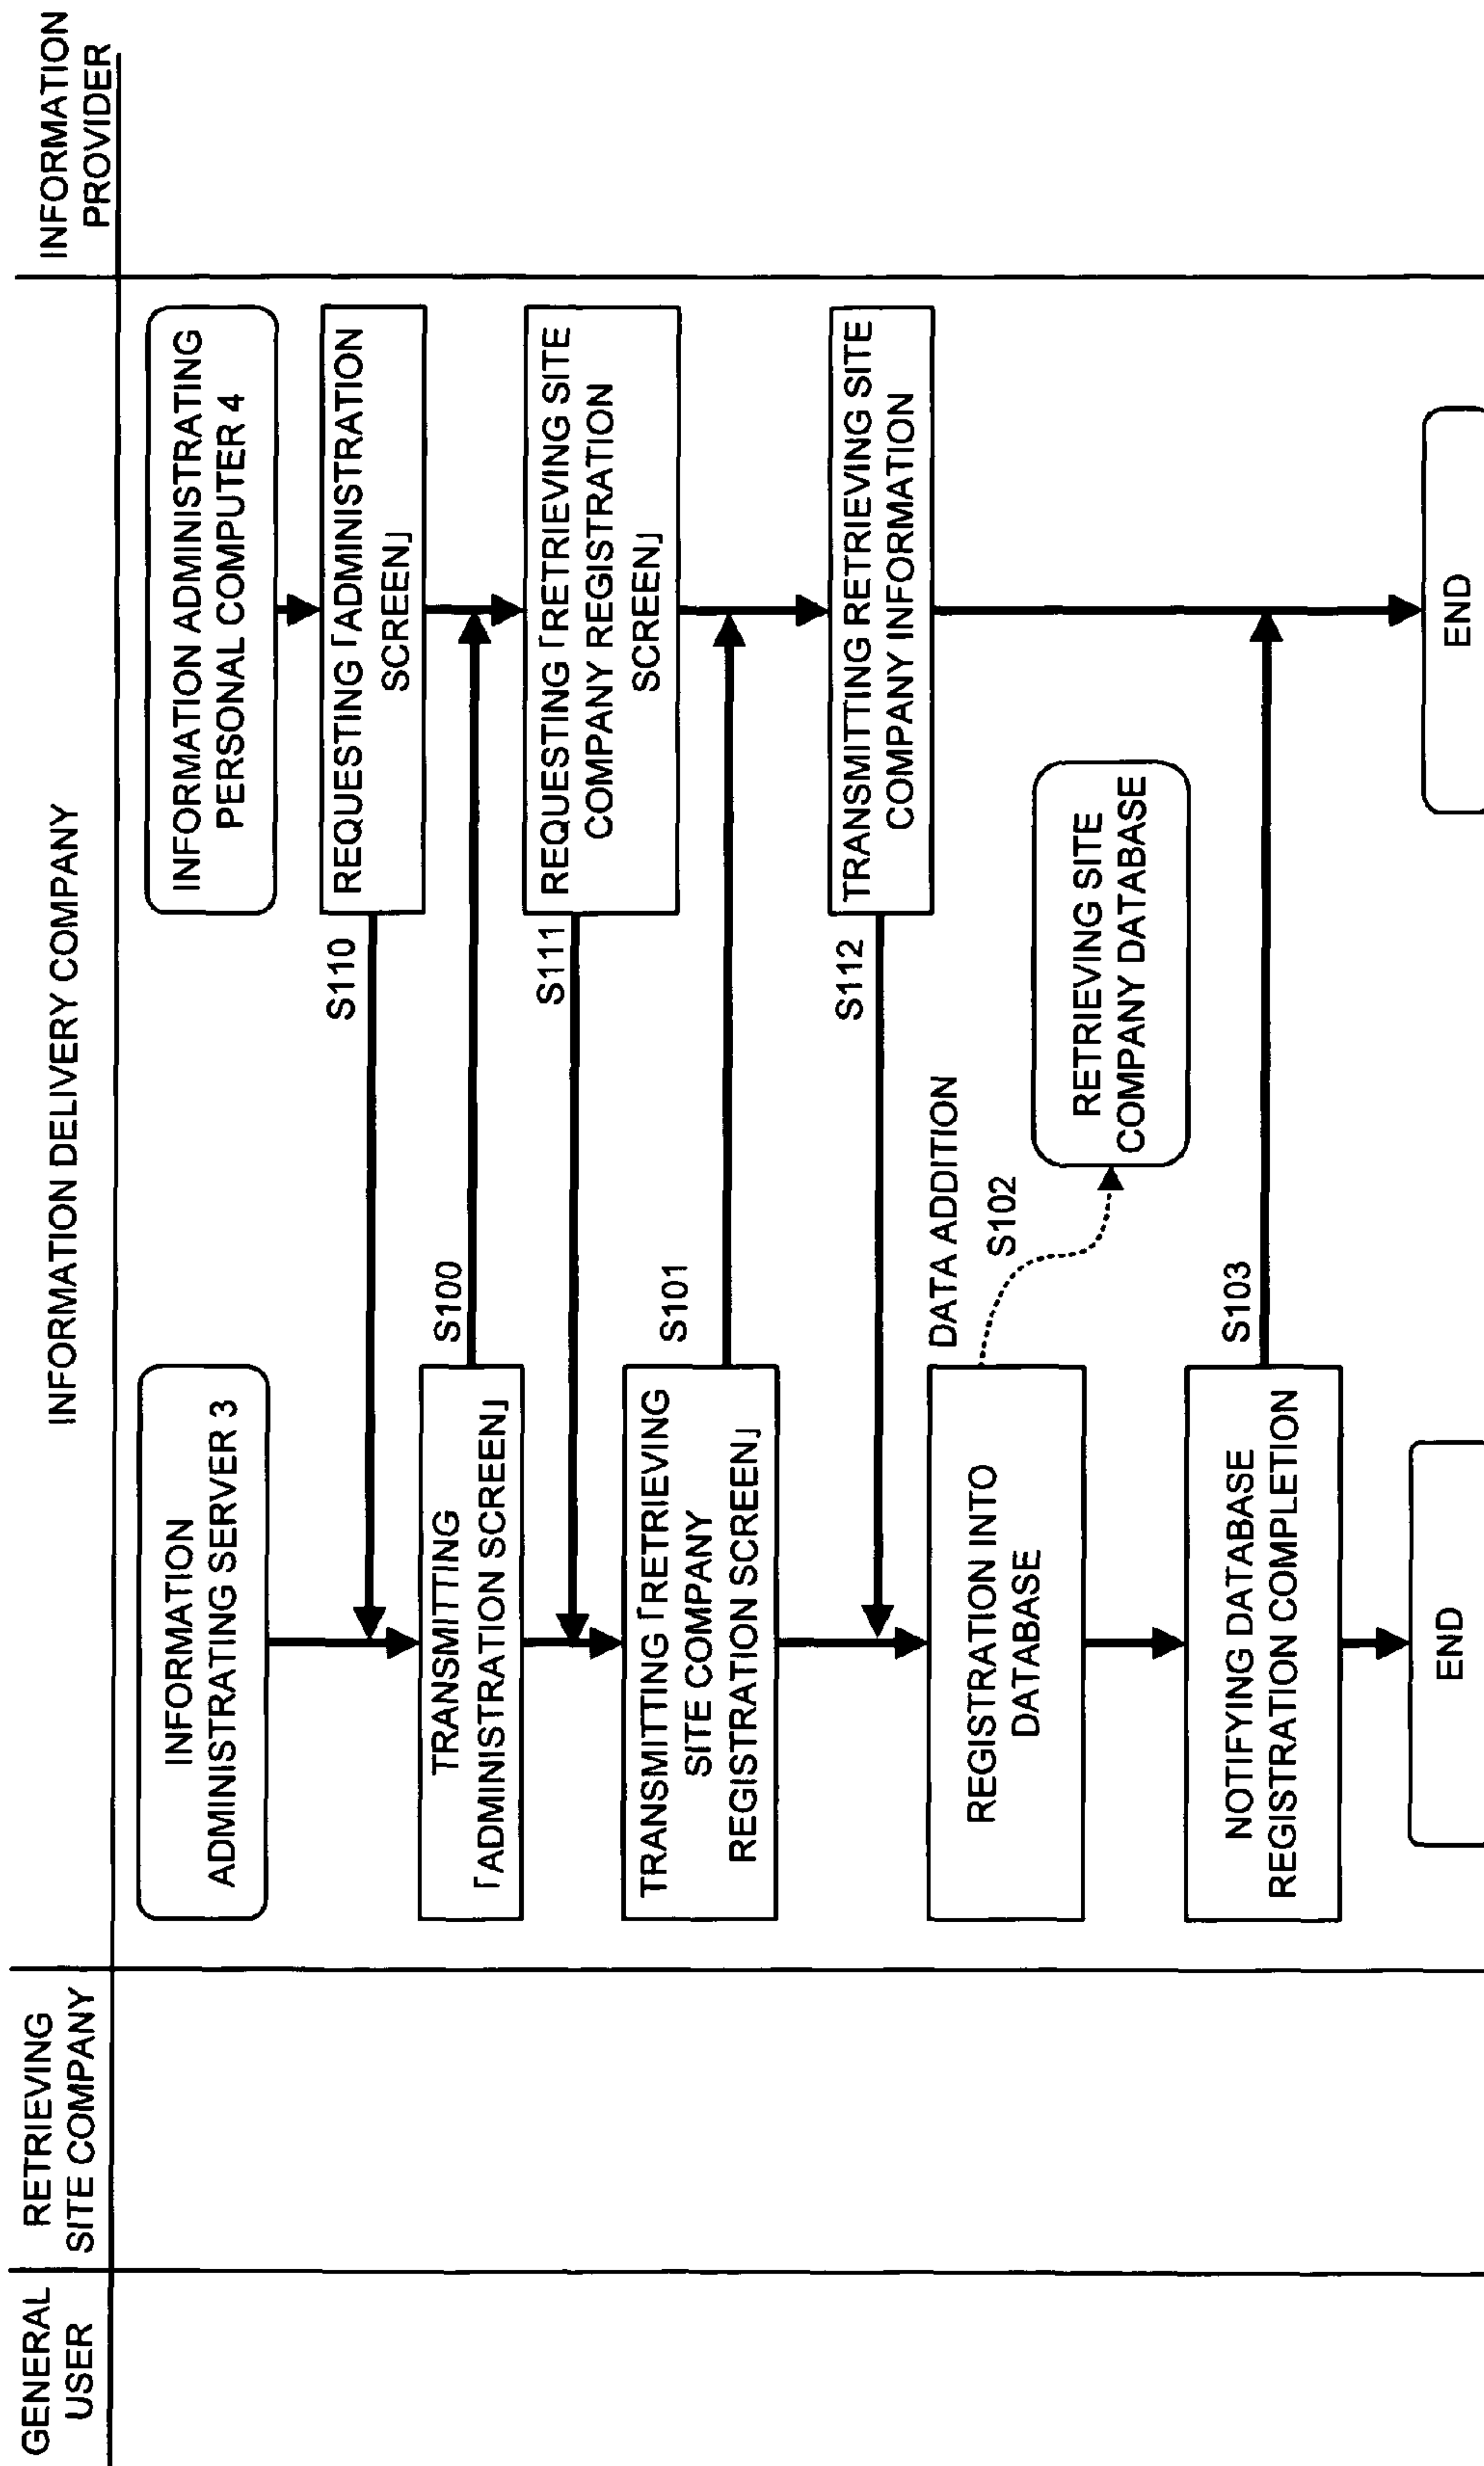 GENERAL
USER
RETRIEVING
SITE COMPANY
INFORMATION DELIVERY COMPANY
INFORMATION
PROVIDER
INFORMATION
ADMINISTRATING SERVER 3
INFORMATION ADMINISTRATING
PERSONAL COMPUTER 4
REQUESTING「ADMINISTRATION
SCREEN」
S110
TRANSMITTING
「ADMINISTRATION SCREEN」
S100
REQUESTING「RETRIEVING SITE
COMPANY REGISTRATION
SCREEN」
S111
TRANSMITTING「RETRIEVING
SITE COMPANY
REGISTRATION SCREEN」
S101
TRANSMITTING RETRIEVING SITE
COMPANY INFORMATION
S112
REGISTRATION INTO
DATABASE
DATA ADDITION
S102
RETRIEVING SITE
COMPANY DATABASE
NOTIFYING DATABASE
REGISTRATION COMPLETION
S103
END
END